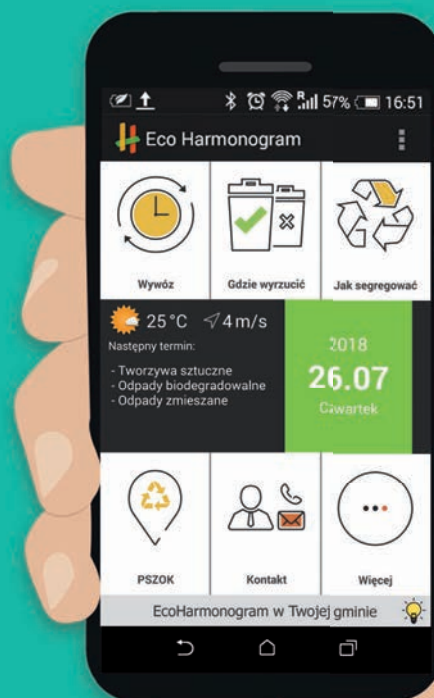 R 57% 16:51
Eco Harmonogram
Wywóz
Gdzie wyrzucić
Jak segregować
25°C 4m/s
Następny termin:
- Tworzywa sztuczne
- Odpady biodegradowalne
- Odpady zmieszane
2018
26.07
Czwartek
PSZOK
Kontakt
Więcej
EcoHarmonogram w Twojej gminie